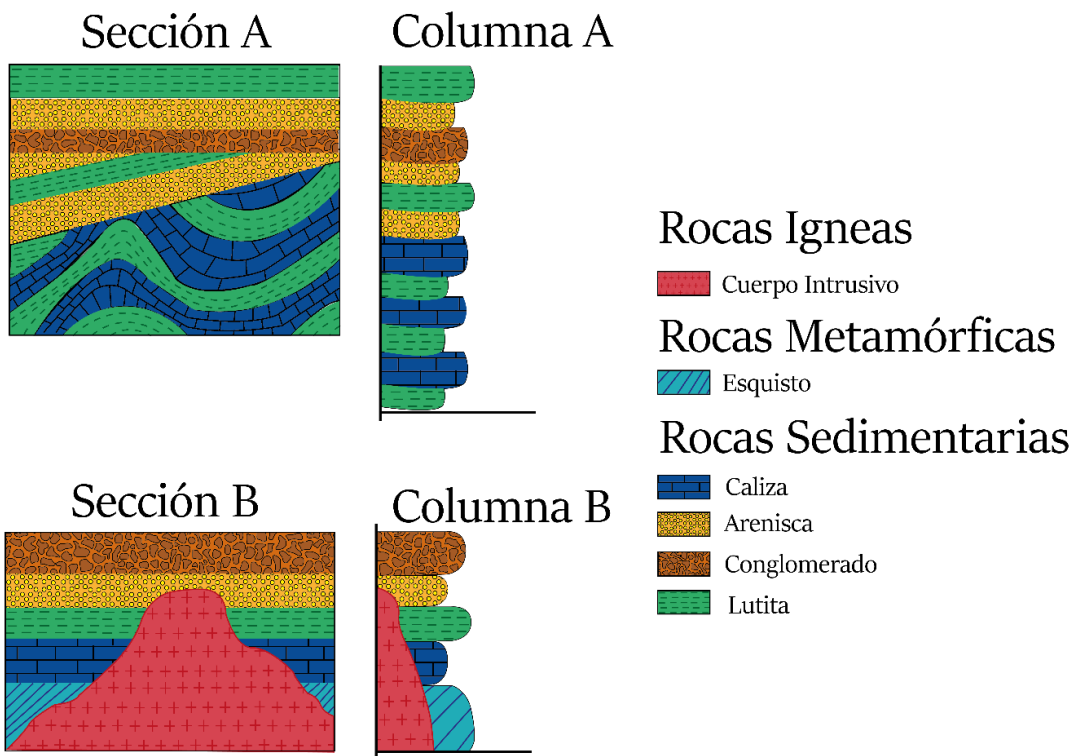 Sección A
Columna A
Sección B
Columna B
Rocas Igneas
Cuerpo Intrusivo
Rocas Metamórficas
Esquisto
Rocas Sedimentarias
Caliza
Arenisca
Conglomerado
Lutita